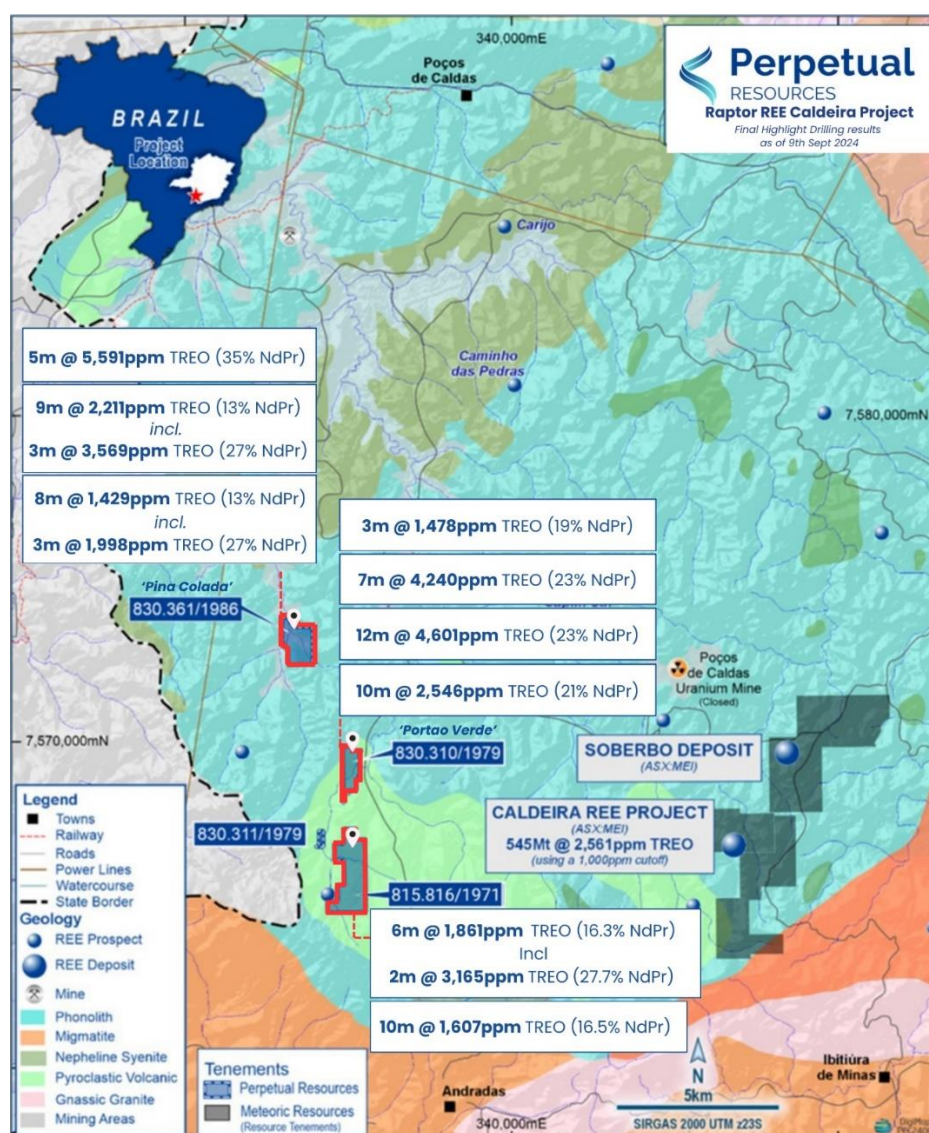 340,000mE
Poços
de Caldas
Perpetual
RESOURCES
Raptor REE Caldeira Project
Final Highlight Drilling results
as of 9th Sept 2024
BRAZIL
Project
Location
Carijo
Caminho
das Pedras
7,580,000mN
5m @ 5,591ppm TREO (35% NdPr)
9m @ 2,211ppm TREO (13% NdPr)
incl.
3m @ 3,569ppm TREO (27% NdPr)
8m @ 1,429ppm TREO (13% NdPr)
incl.
3m @ 1,998ppm TREO (27% NdPr)
3m @ 1,478ppm TREO (19% NdPr)
7m @ 4,240ppm TREO (23% NdPr)
12m @ 4,601ppm TREO (23% NdPr)
10m @ 2,546ppm TREO (21% NdPr)
'Pina Colada'
830.361/1986
Poços
de Caldas
Uranium Mine
(Closed)
7,570,000mN
'Portao Verde'
830.310/1979
SOBERBO DEPOSIT
(ASX:MEI)
CALDEIRA REE PROJECT
(ASX:MEI)
545Mt @ 2,561ppm TREO
(using a 1,000ppm cutoff)
830.311/1979
815.816/1971
6m @ 1,861ppm TREO (16.3% NdPr)
Incl
2m @ 3,165ppm TREO (27.7% NdPr)
10m @ 1,607ppm TREO (16.5% NdPr)
Legend
Towns
Railway
Roads
Power Lines
Watercourse
State Border
Geology
REE Prospect
REE Deposit
Mine
Phonolith
Migmatite
Nepheline Syenite
Pyroclastic Volcanic
Gnassic Granite
Mining Areas
Tenements
Perpetual Resources
Meteoric Resources
(Resource Tenements)
Andradas
340,000mE
N
5km
SIRGAS 2000 UTM z23S
Ibitiúra
de Minas